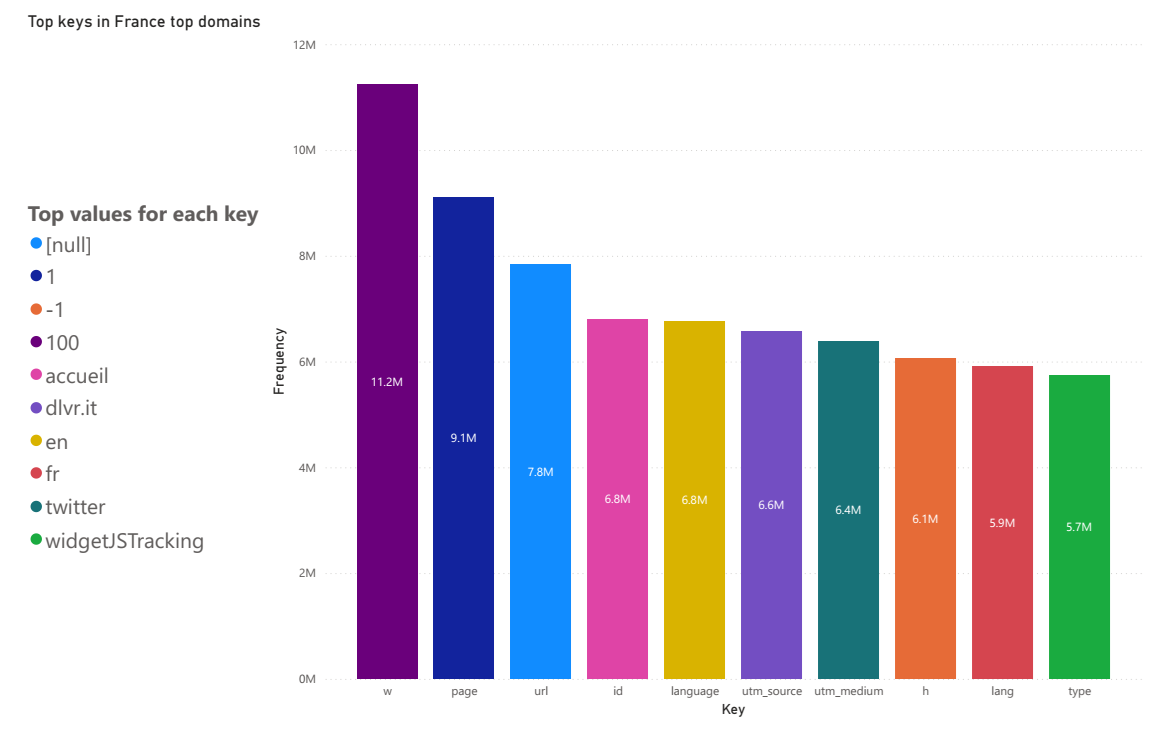 Top keys in France top domains
Top values for each key
[null]
1
-1
100
accueil
dlvr.it
en
fr
twitter
widgetJSTracking
Frequency
12M
10M
8M
6M
4M
2M
0M
11.2M
9.1M
7.8M
6.8M
6.8M
6.6M
6.4M
6.1M
5.9M
5.7M
w page url id language utm_source utm_medium h lang type
Key